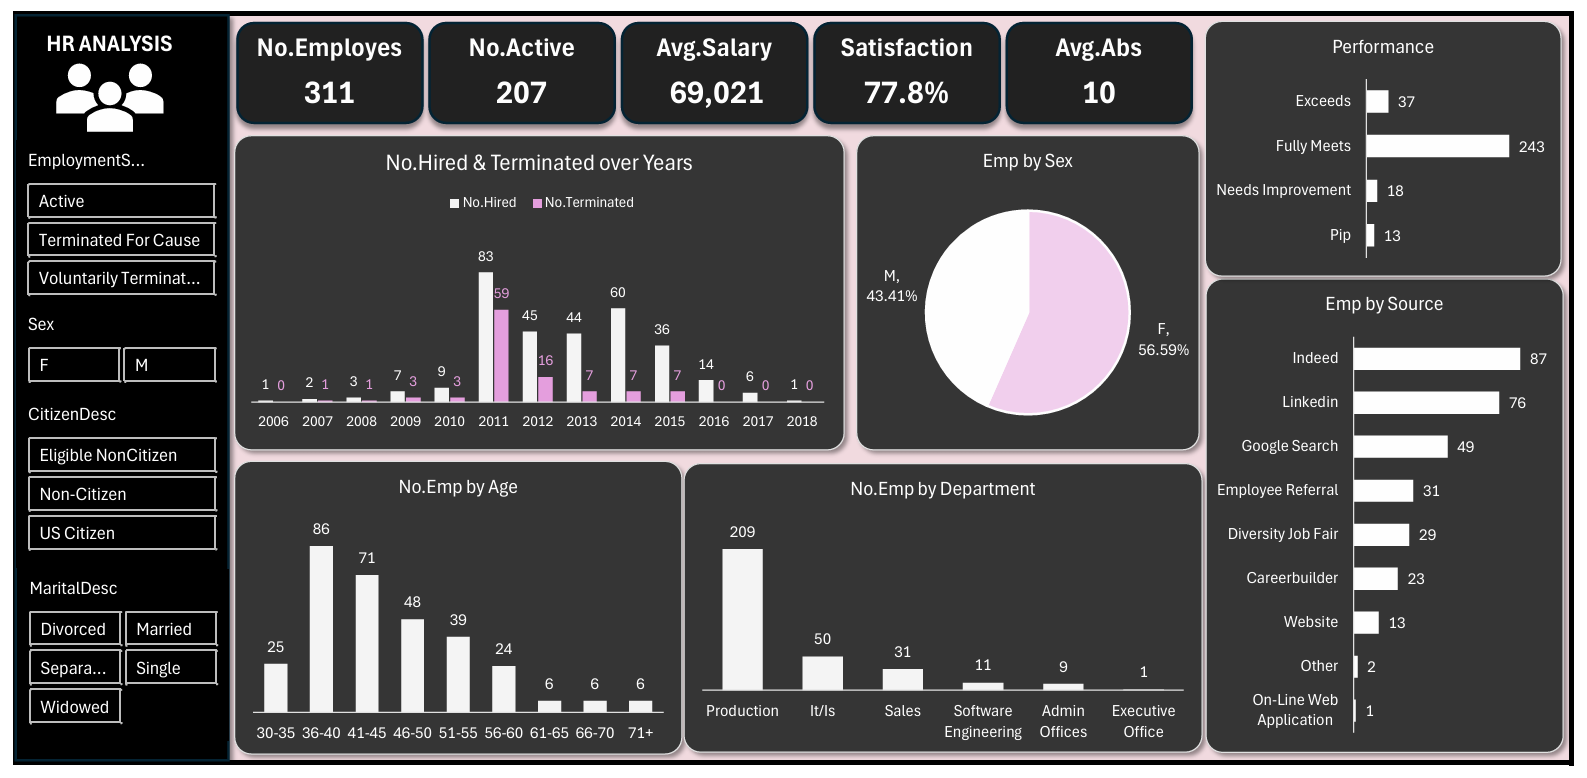 HR ANALYSIS
EmploymentS...
Active
Terminated For Cause
Voluntarily Terminat...
Sex
F
M
CitizenDesc
Eligible NonCitizen
Non-Citizen
US Citizen
MaritalDesc
Divorced
Married
Separa...
Single
Widowed
No.Employes
311
No.Active
207
Avg.Salary
69,021
Satisfaction
77.8%
Avg.Abs
10
No.Hired & Terminated over Years
No.Hired
No.Terminated
1 0 2 1 3 1 7 3 9 3 83 59 45 16 44 7 60 7 36 7 14 0 6 0 1 0
2006 2007 2008 2009 2010 2011 2012 2013 2014 2015 2016 2017 2018
Emp by Sex
M,
43.41%
F,
56.59%
No.Emp by Age
25 86 71 48 39 24 6 6 6
30-35 36-40 41-45 46-50 51-55 56-60 61-65 66-70 71+
No.Emp by Department
209 50 31 11 9 1
Production It/Is Sales Software Admin Executive
Engineering Offices Office
Performance
Exceeds 37
Fully Meets 243
Needs Improvement 18
Pip 13
Emp by Source
Indeed 87
Linkedin 76
Google Search 49
Employee Referral 31
Diversity Job Fair 29
Careerbuilder 23
Website 13
Other 2
On-Line Web
Application 1